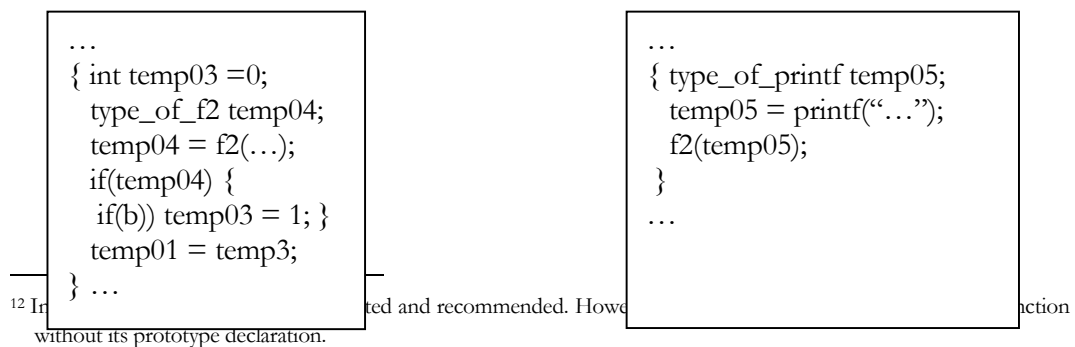 …
{ int temp03 =0;
type_of_f2 temp04;
temp04 = f2(…);
if(temp04) {
if(b)) temp03 = 1; }
temp01 = temp3;
} …
…
{ type_of_printf temp05;
temp05 = printf(“…”);
f2(temp05);
}
…
12 In ted and recommended. Howe nction
without its prototype declaration.